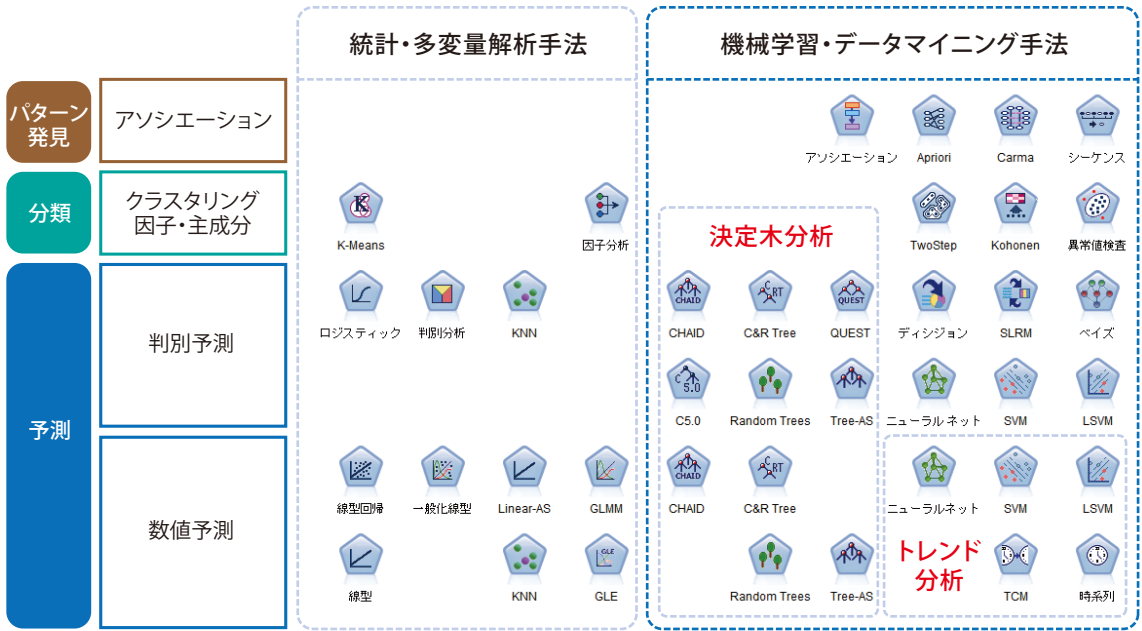 統計・多変量解析手法
機械学習・データマイニング手法
パターン
発見
アソシエーション
アソシエーション
Apriori
Carma
シーケンス
分類
クラスタリング
因子・主成分
K
K-Means
因子分析
決定木分析
TwoStep
Kohonen
異常値検査
予測
判別予測
ロジスティック
判別分析
KNN
CHAID
CHAID
C
RT
C&R Tree
QUEST
QUEST
ディシジョン
SLRM
ベイズ
C
5.0
C5.0
Random Trees
Tree-AS
ニューラルネット
SVM
LSVM
数値予測
線型回帰
一般化線型
Linear-AS
GLMM
CHAID
CHAID
C
RT
C&R Tree
ニューラルネット
SVM
LSVM
線型
KNN
GLE
GLE
Random Trees
Tree-AS
トレンド
分析
TCM
時系列